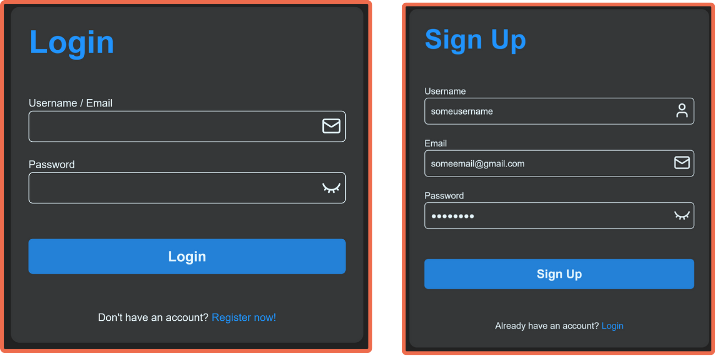 Login
Username / Email
Password
Login
Don't have an account? Register now!
Sign Up
Username
someusername
Email
someemail@gmail.com
Password
••••••••
Sign Up
Already have an account? Login